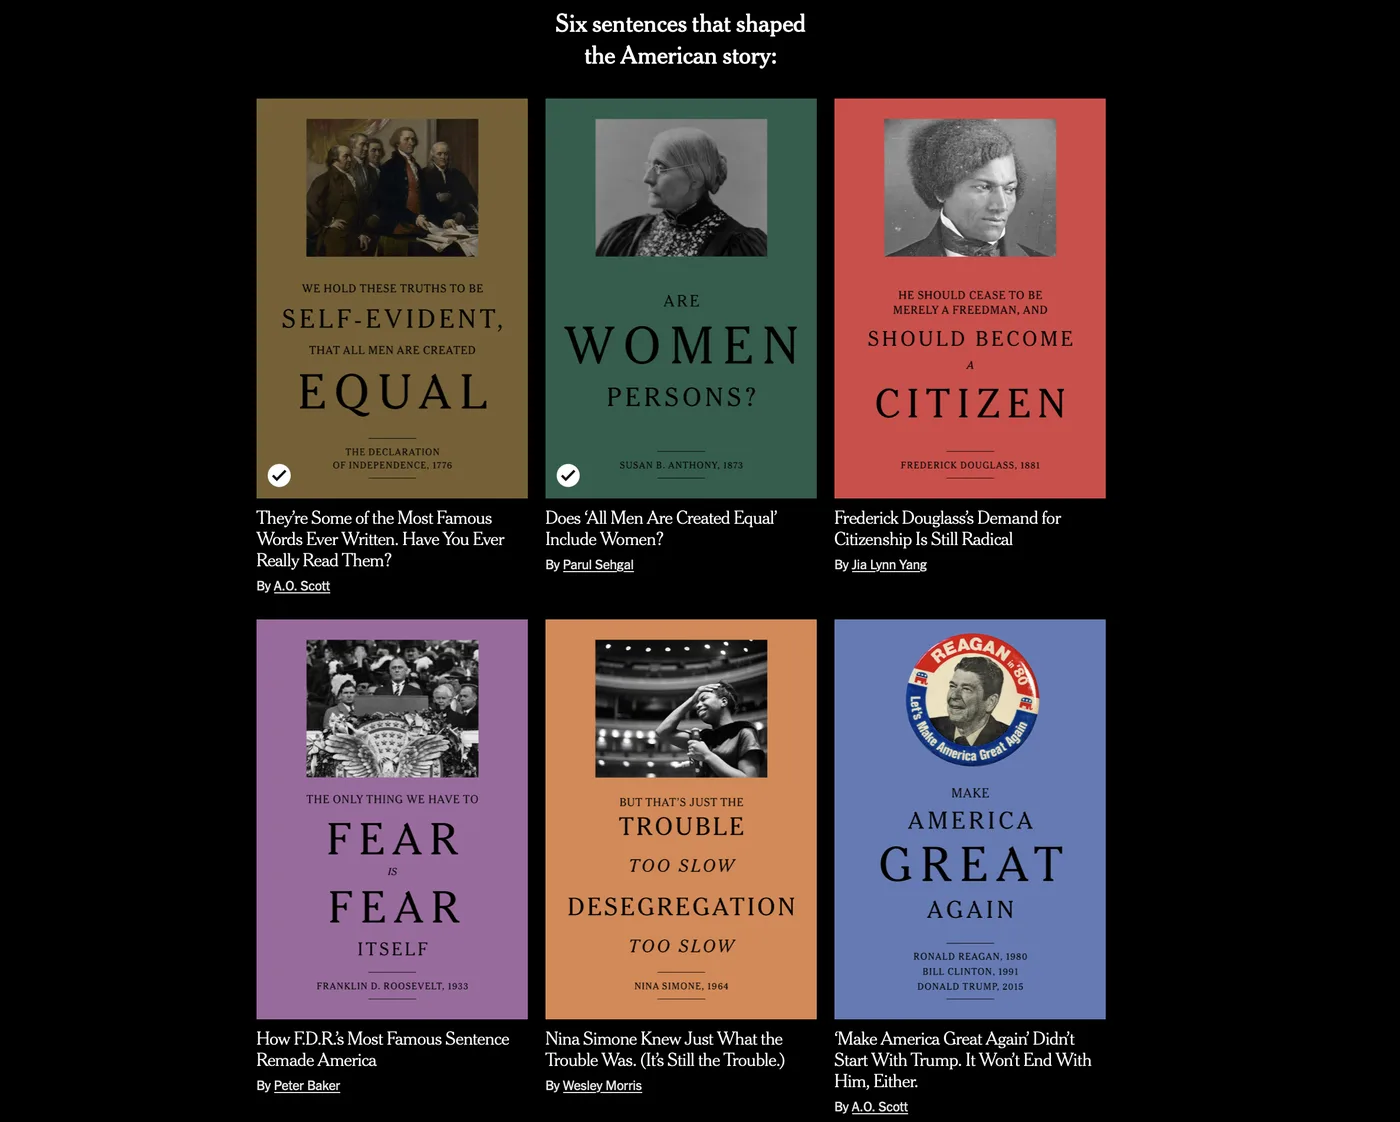 Six sentences that shaped
the American story:
WE HOLD THESE TRUTHS TO BE
SELF-EVIDENT,
THAT ALL MEN ARE CREATED
EQUAL
THE DECLARATION
OF INDEPENDENCE, 1776
They're Some of the Most Famous
Words Ever Written. Have You Ever
Really Read Them?
By A.O. Scott
ARE
WOMEN
PERSONS?
SUSAN B. ANTHONY, 1873
Does ‘All Men Are Created Equal’
Include Women?
By Parul Sehgal
HE SHOULD CEASE TO BE
MERELY A FREEDMAN, AND
SHOULD BECOME
A
CITIZEN
FREDERICK DOUGLASS, 1881
Frederick Douglass’s Demand for
Citizenship Is Still Radical
By Jia Lynn Yang
THE ONLY THING WE HAVE TO
FEAR
IS
FEAR
ITSELF
FRANKLIN D. ROOSEVELT, 1933
How F.D.R.’s Most Famous Sentence
Remade America
By Peter Baker
BUT THAT’S JUST THE
TROUBLE
TOO SLOW
DESEGREGATION
TOO SLOW
NINA SIMONE, 1964
Nina Simone Knew Just What the
Trouble Was. (It’s Still the Trouble.)
By Wesley Morris
REAGAN in ’80
Let’s Make America Great Again
MAKE
AMERICA
GREAT
AGAIN
RONALD REAGAN, 1980
BILL CLINTON, 1991
DONALD TRUMP, 2015
‘Make America Great Again’ Didn’t
Start With Trump. It Won’t End With
Him, Either.
By A.O. Scott